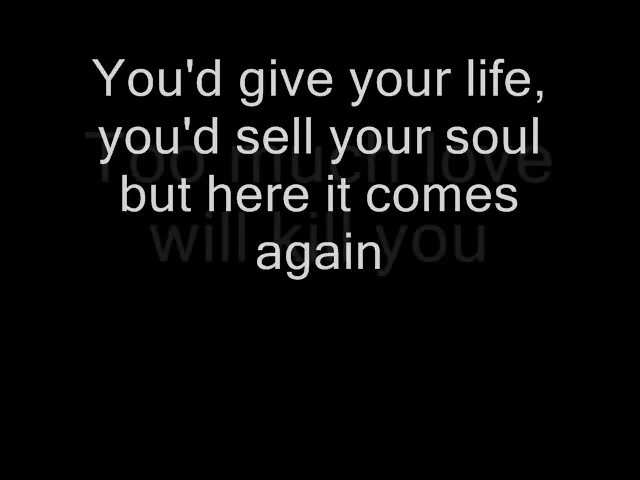 You'd give your life,
you'd sell your soul
but here it comes
again
Too much love
will kill you